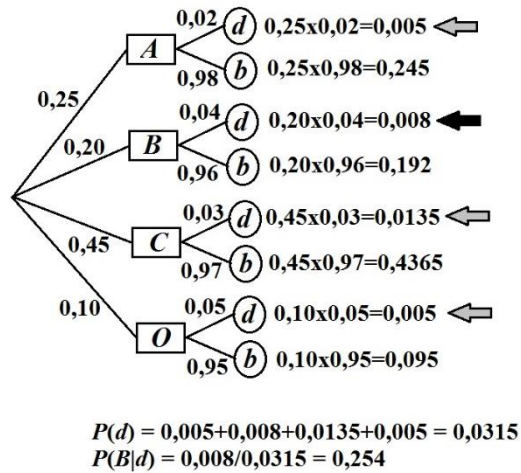 0,02 d 0,25x0,02=0,005
0,25 A
0,98 b 0,25x0,98=0,245
0,04 d 0,20x0,04=0,008
0,20 B
0,96 b 0,20x0,96=0,192
0,03 d 0,45x0,03=0,0135
0,45 C
0,97 b 0,45x0,97=0,4365
0,05 d 0,10x0,05=0,005
0,10 O
0,95 b 0,10x0,95=0,095
P(d) = 0,005+0,008+0,0135+0,005 = 0,0315
P(B|d) = 0,008/0,0315 = 0,254